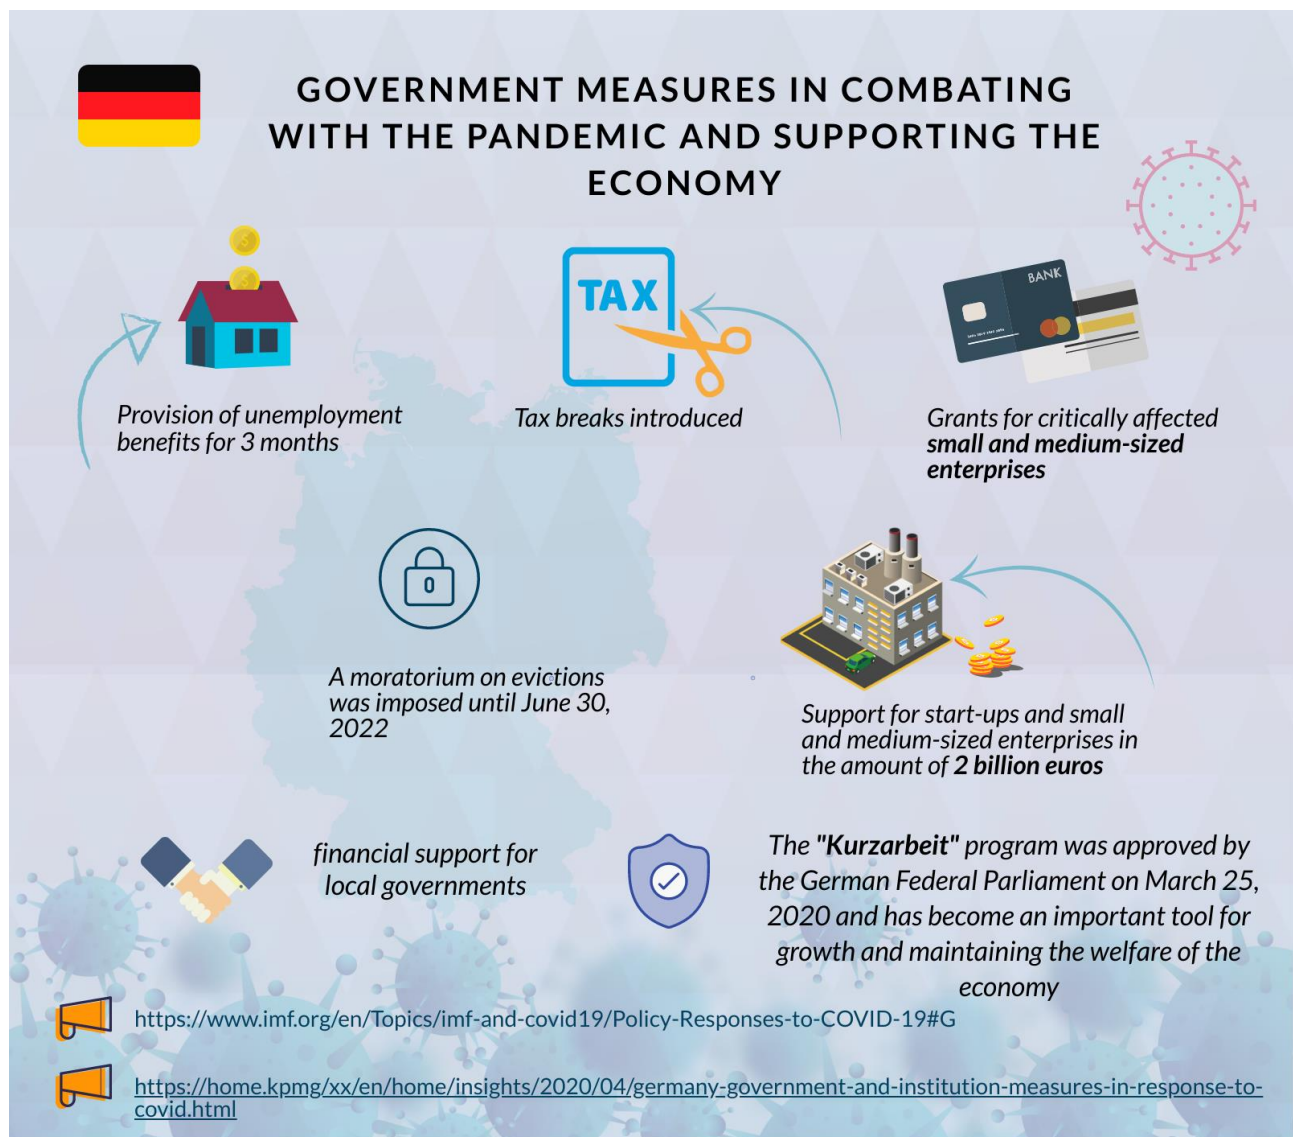 GOVERNMENT MEASURES IN COMBATING
WITH THE PANDEMIC AND SUPPORTING THE
ECONOMY
TAX
BANK
Provision of unemployment
benefits for 3 months
Tax breaks introduced
Grants for critically affected
small and medium-sized
enterprises
A moratorium on evictions
was imposed until June 30,
2022
Support for start-ups and small
and medium-sized enterprises in
the amount of 2 billion euros
financial support for
local governments
The "Kurzarbeit" program was approved by
the German Federal Parliament on March 25,
2020 and has become an important tool for
growth and maintaining the welfare of the
economy
https://www.imf.org/en/Topics/imf-and-covid19/Policy-Responses-to-COVID-19#G
https://home.kpmg/xx/en/home/insights/2020/04/germany-government-and-institution-measures-in-response-to-
covid.html